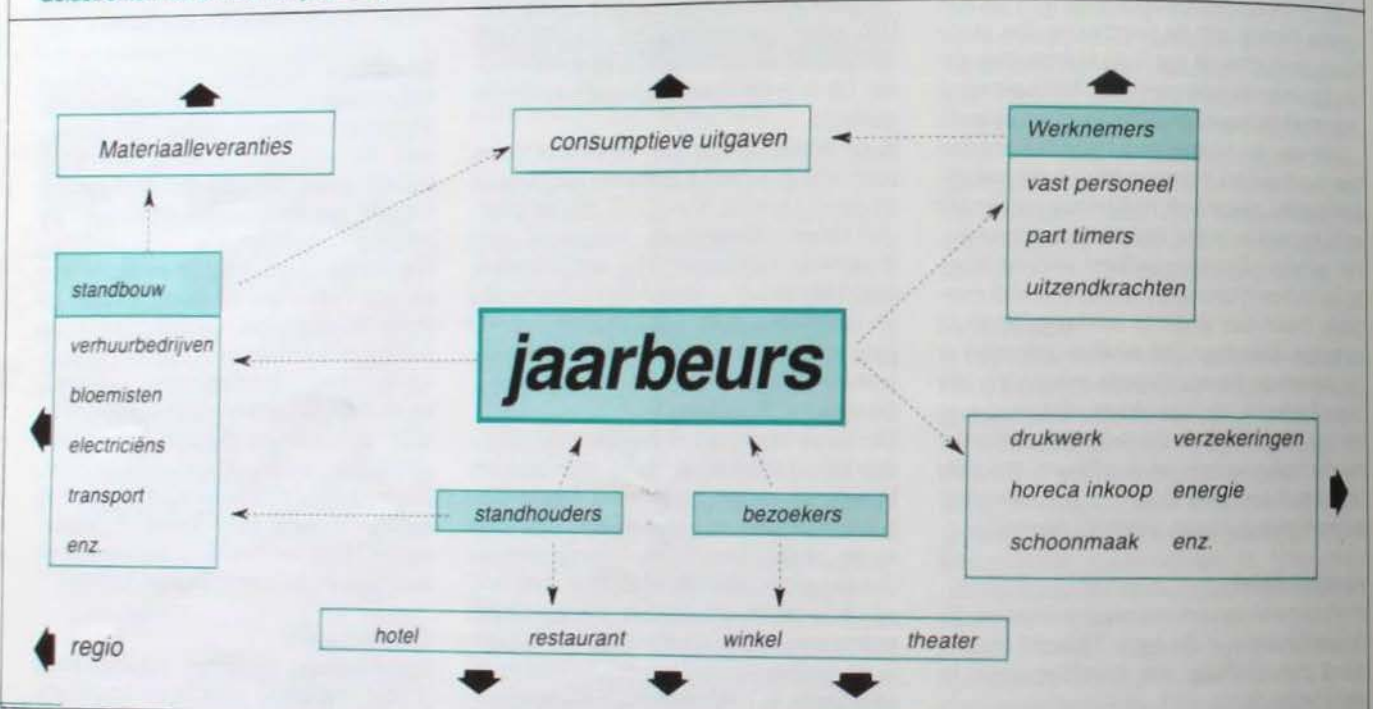 Materiaalleveranties
consumptieve uitgaven
Werknemers
vast personeel
part timers
uitzendkrachten
standbouw
verhuurbedrijven
bloemisten
electriciëns
transport
enz.
jaarbeurs
standhouders
bezoekers
drukwerk verzekeringen
horeca inkoop energie
schoonmaak enz.
hotel restaurant winkel theater
regio